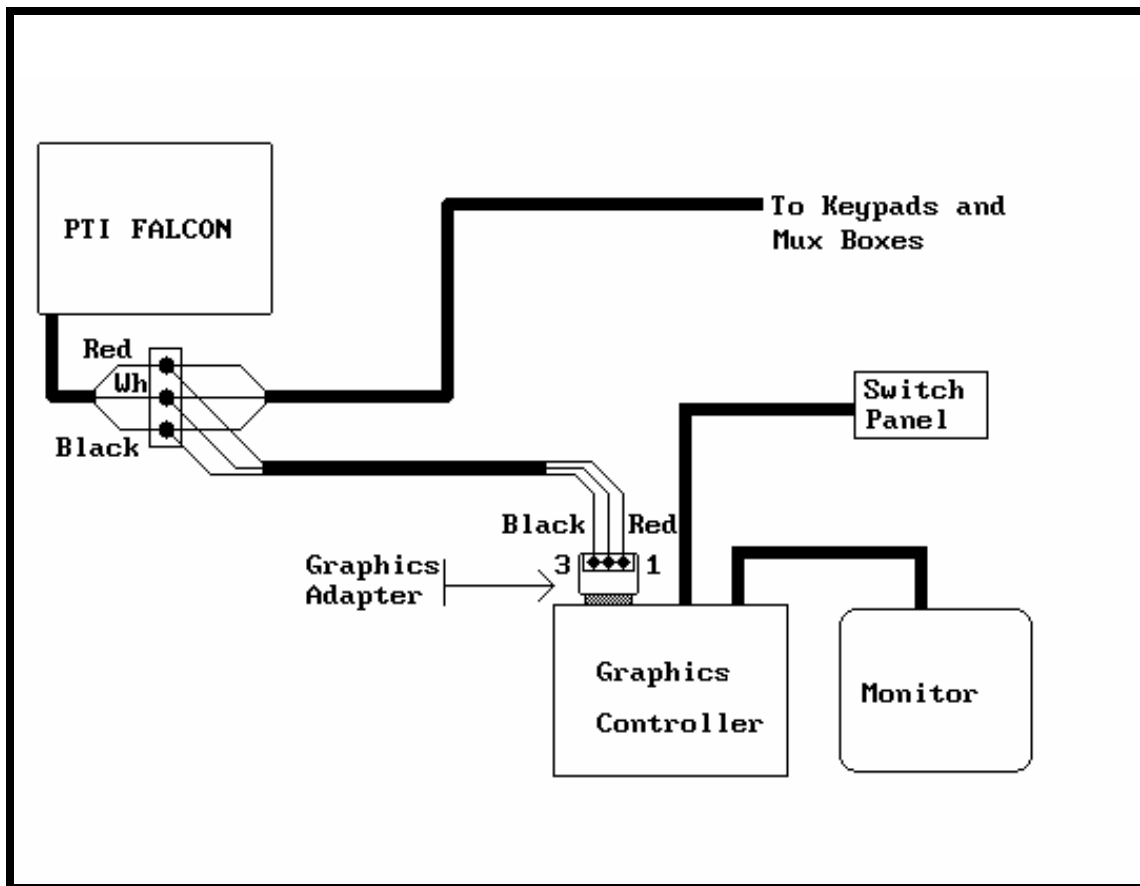 To Keypads and
Mux Boxes
PTI FALCON
Red
Wh
Black
Switch
Panel
Black
Red
3
1
Graphics
Adapter
Graphics
Controller
Monitor